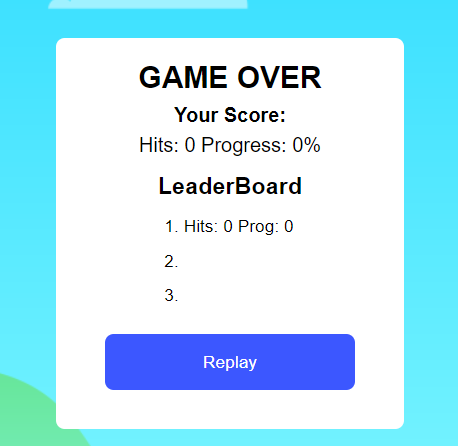 GAME OVER
Your Score:
Hits: 0 Progress: 0%
LeaderBoard
1. Hits: 0 Prog: 0
2.
3.
Replay